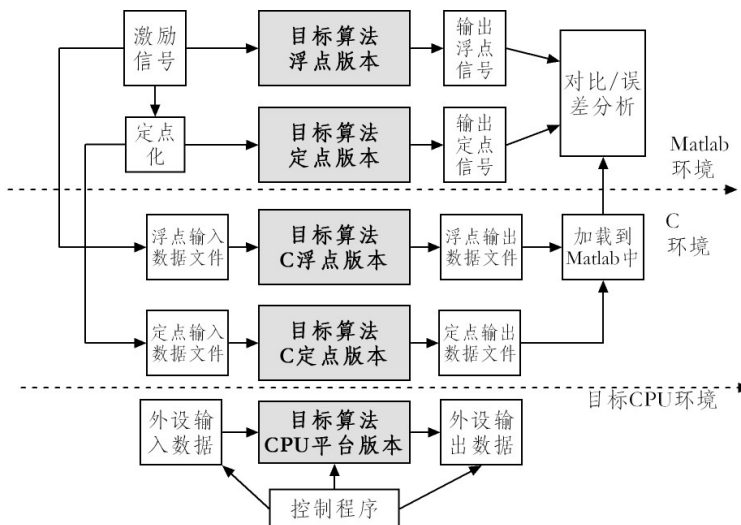 激励
信号
目标算法
浮点版本
输出
浮点
信号
对比/误
差分析
定点
化
目标算法
定点版本
输出
定点
信号
Matlab
环境
浮点输入
数据文件
目标算法
C浮点版本
浮点输出
数据文件
加载到
Matlab中
C
环境
定点输入
数据文件
目标算法
C定点版本
定点输出
数据文件
目标CPU环境
外设输
入数据
目标算法
CPU平台版本
外设输
出数据
控制程序